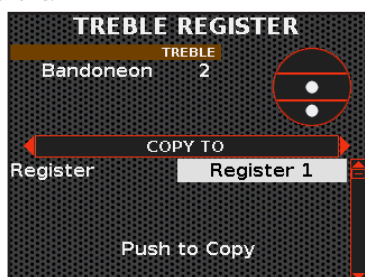 TREBLE REGISTER
TREBLE
Bandoneon 2
COPY TO
Register Register 1
Push to Copy